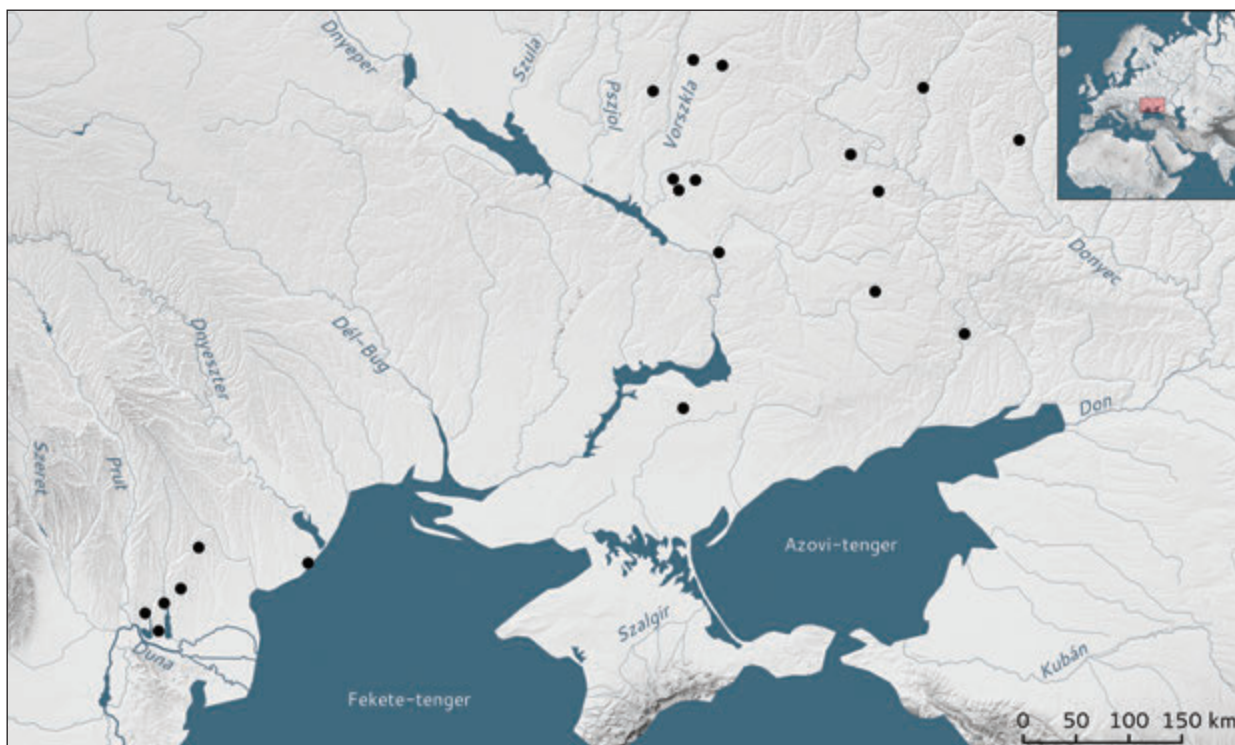 Dnyeper
Szula
Pszjol
Vorszkla
Donyec
Dnyeszter
Dél-Bug
Don
Szeret
Prut
Azovi-tenger
Szalgir
Duna
Kubán
Fekete-tenger
0 50 100 150 km